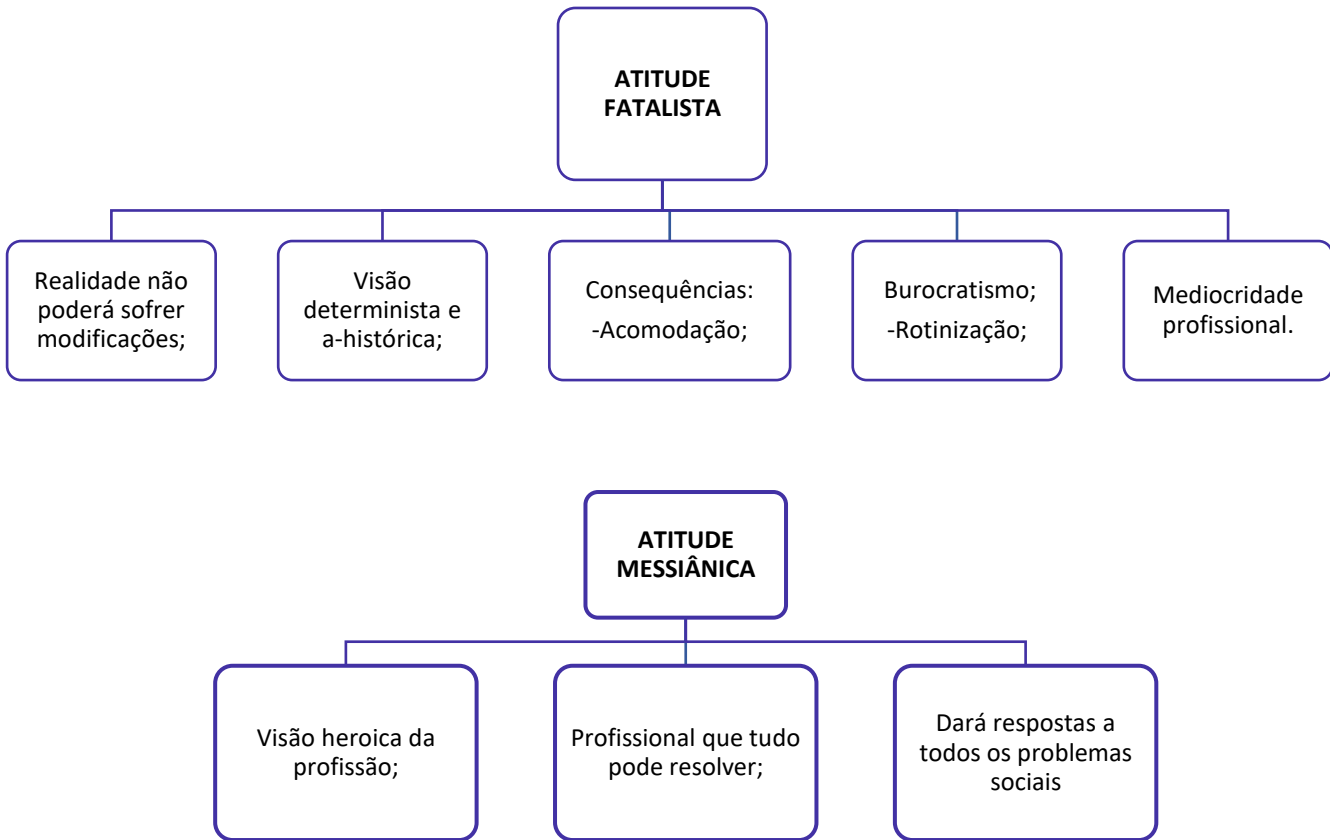 ATITUDE
FATALISTA
Realidade não
poderá sofrer
modificações;
Visão
determinista e
a-histórica;
Consequências:
-Acomodação;
Burocratismo;
-Rotinização;
Mediocridade
profissional.
ATITUDE
MESSIÂNICA
Visão heroica da
profissão;
Profissional que tudo
pode resolver;
Dará respostas a
todos os problemas
sociais